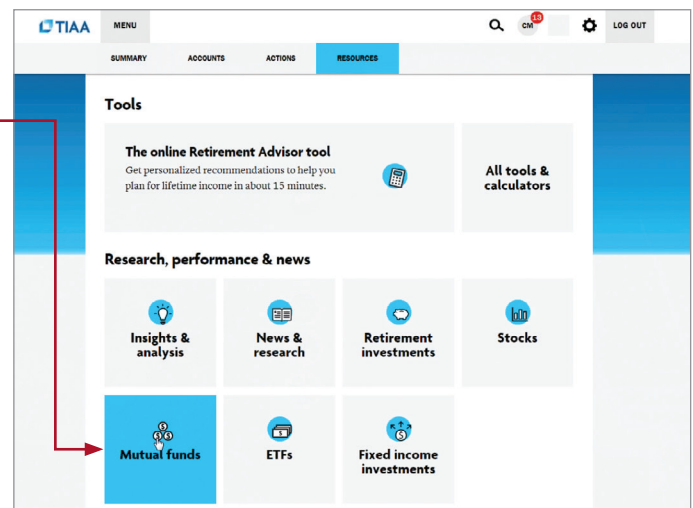 TIAA
MENU
CM
13
LOG OUT
SUMMARY ACCOUNTS ACTIONS RESOURCES
Tools
The online Retirement Advisor tool
Get personalized recommendations to help you
plan for lifetime income in about 15 minutes.
All tools &
calculators
Research, performance & news
Insights &
analysis
News &
research
Retirement
investments
Stocks
Mutual funds
ETFs
Fixed income
investments